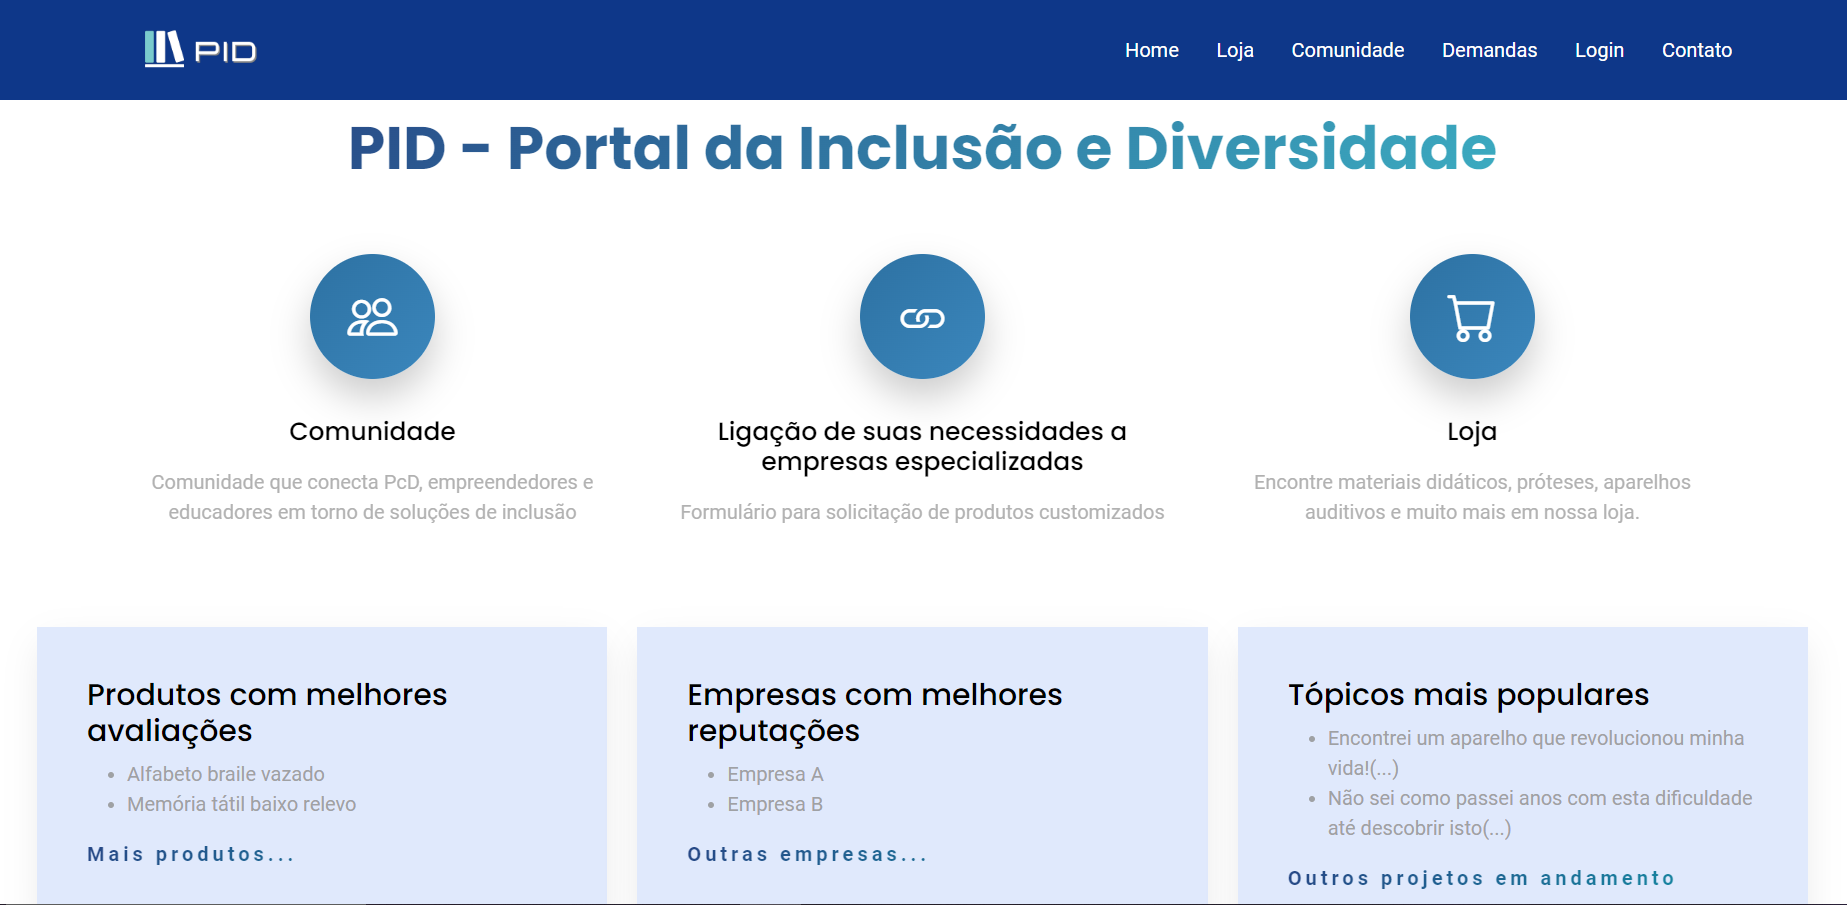 PID
Home Loja Comunidade Demandas Login Contato
PID - Portal da Inclusão e Diversidade
Comunidade
Comunidade que conecta PcD, empreendedores e
educadores em torno de soluções de inclusão
Ligação de suas necessidades a
empresas especializadas
Formulário para solicitação de produtos customizados
Loja
Encontre materiais didáticos, próteses, aparelhos
auditivos e muito mais em nossa loja.
Produtos com melhores
avaliações
• Alfabeto braile vazado
• Memória tátil baixo relevo
Mais produtos...
Empresas com melhores
reputações
• Empresa A
• Empresa B
Outras empresas...
Tópicos mais populares
• Encontrei um aparelho que revolucionou minha
vida!(...)
• Não sei como passei anos com esta dificuldade
até descobrir isto(...)
Outros projetos em andamento